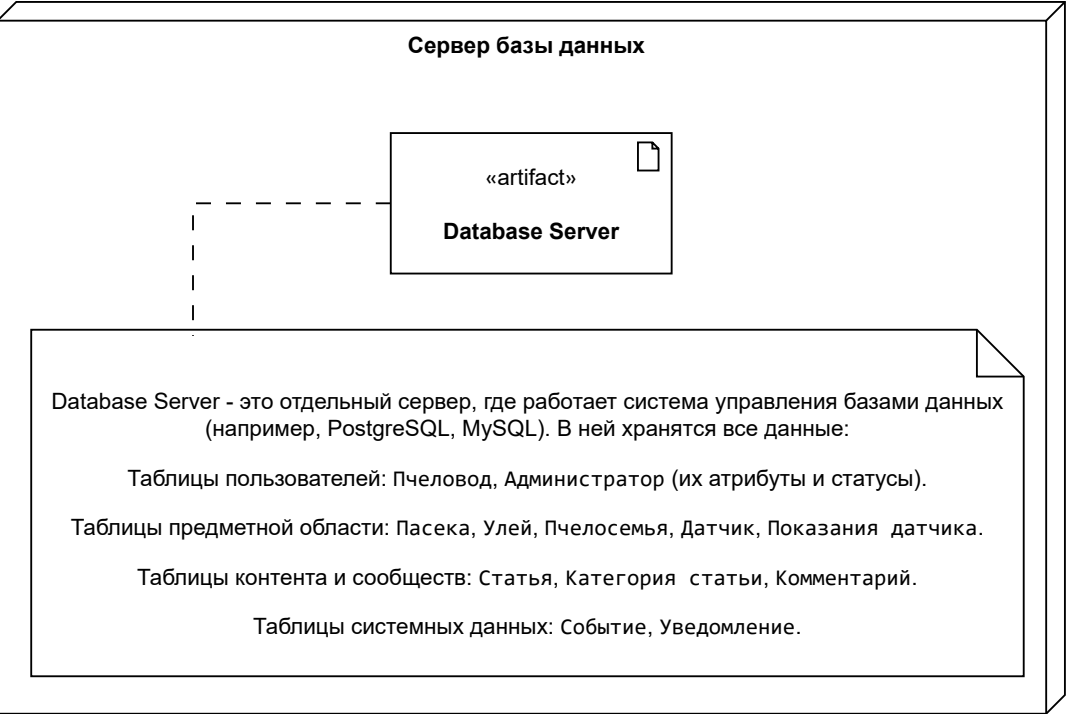 Сервер базы данных
«artifact»
Database Server
Database Server - это отдельный сервер, где работает система управления базами данных
(например, PostgreSQL, MySQL). В ней хранятся все данные:
Таблицы пользователей: Пчеловод, Администратор (их атрибуты и статусы).
Таблицы предметной области: Пасека, Улей, Пчелосемья, Датчик, Показания датчика.
Таблицы контента и сообществ: Статья, Категория статьи, Комментарий.
Таблицы системных данных: Событие, Уведомление.